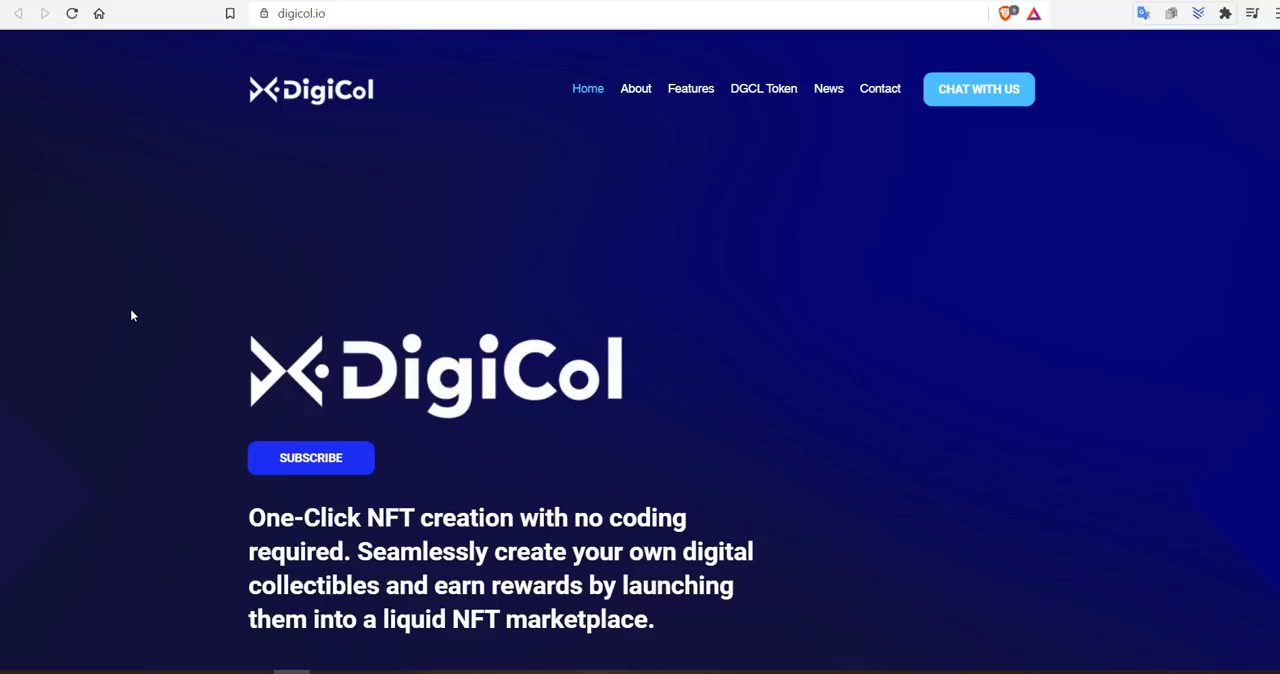 digicol.io
9
DigiCol
Home About Features DGCL Token News Contact CHAT WITH US
DigiCol
SUBSCRIBE
One-Click NFT creation with no coding
required. Seamlessly create your own digital
collectibles and earn rewards by launching
them into a liquid NFT marketplace.